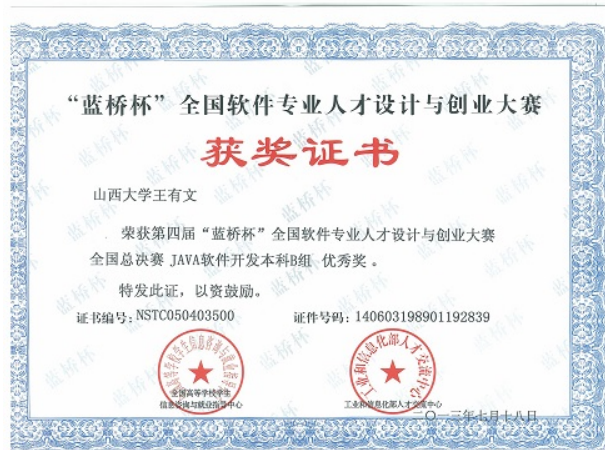 “蓝桥杯”全国软件专业人才设计与创业大赛
获奖证书
山西大学王有文
荣获第四届“蓝桥杯”全国软件专业人才设计与创业大赛
全国总决赛 JAVA软件开发本科B组 优秀奖。
特发此证，以资鼓励。
证书编号: NSTC050403500 证件号码: 140603198901192839
全国高等学校学生
信息咨询与就业指导中心
工业和信息化部人才交流中心
二〇一三年七月十八日